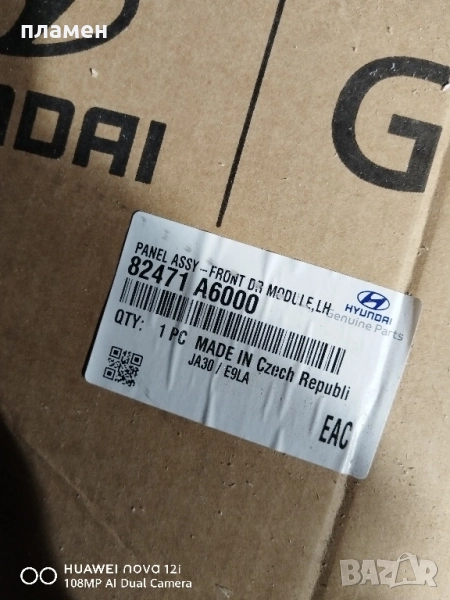 пламен
NDAI
G
PANEL ASSY-FRONT DR MODULE,LH
82471 A6000
HYUNDAI
Genuine Parts
QTY: 1 PC MADE IN Czech Republi
JA30 / E9LA
EAC
HUAWEI nova 12i
108MP AI Dual Camera
BAZAR